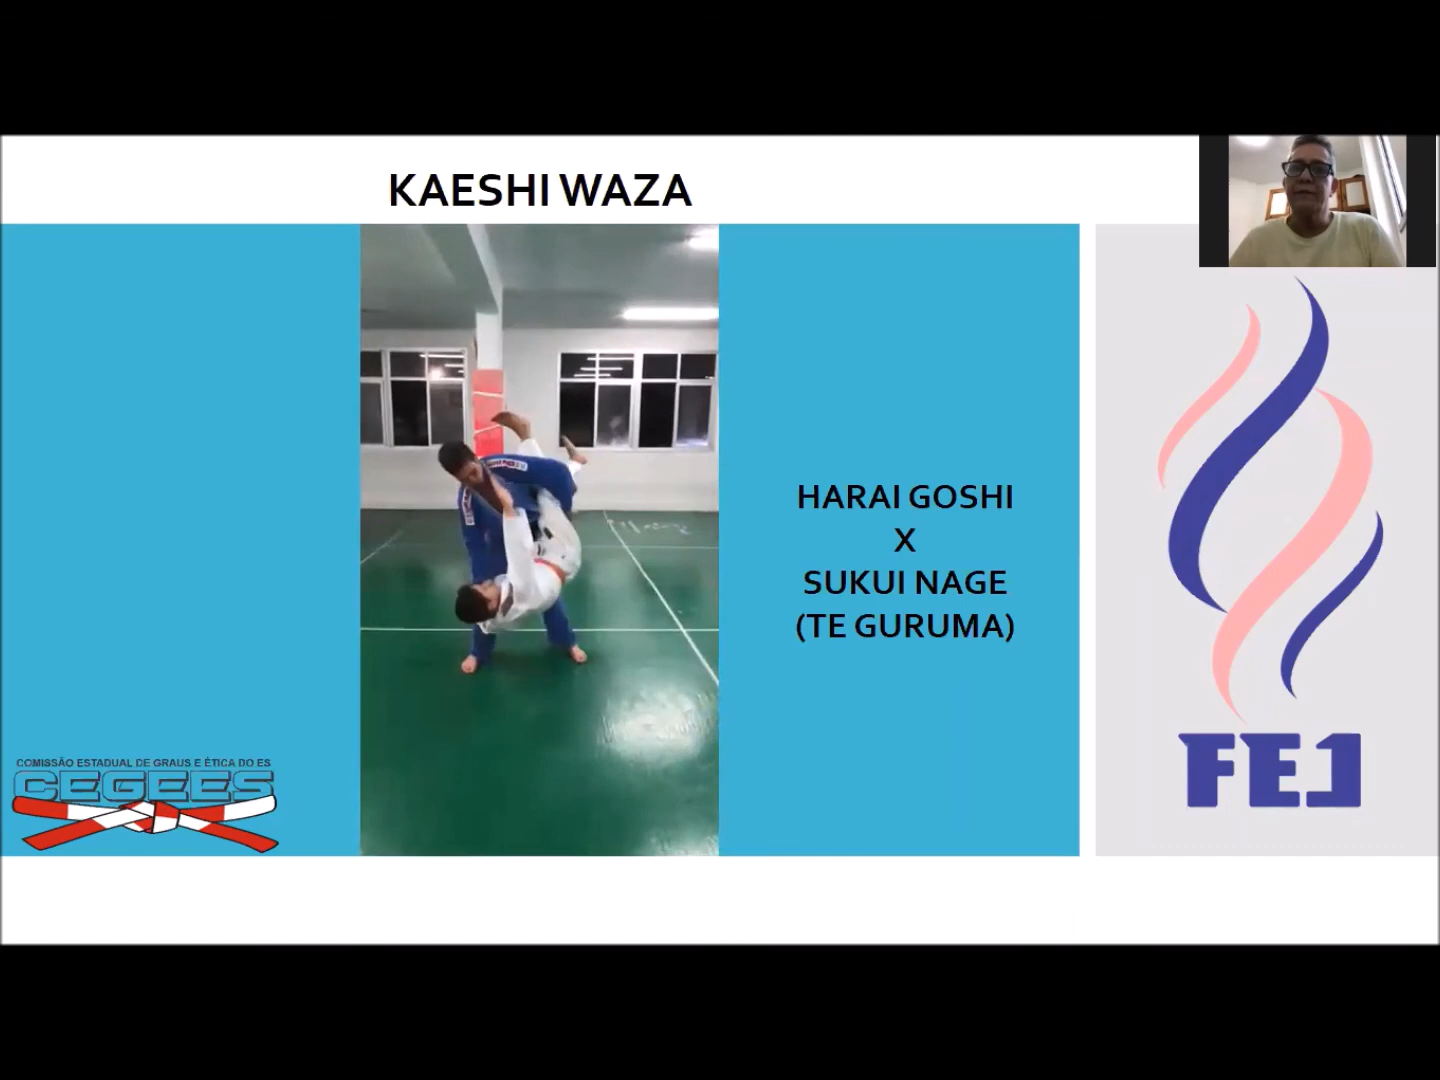 KAESHI WAZA
HARAI GOSHI
X
SUKUI NAGE
(TE GURUMA)
COMISSÃO ESTADUAL DE GRAUS E ÉTICA DO ES
CEGEES
FEJ